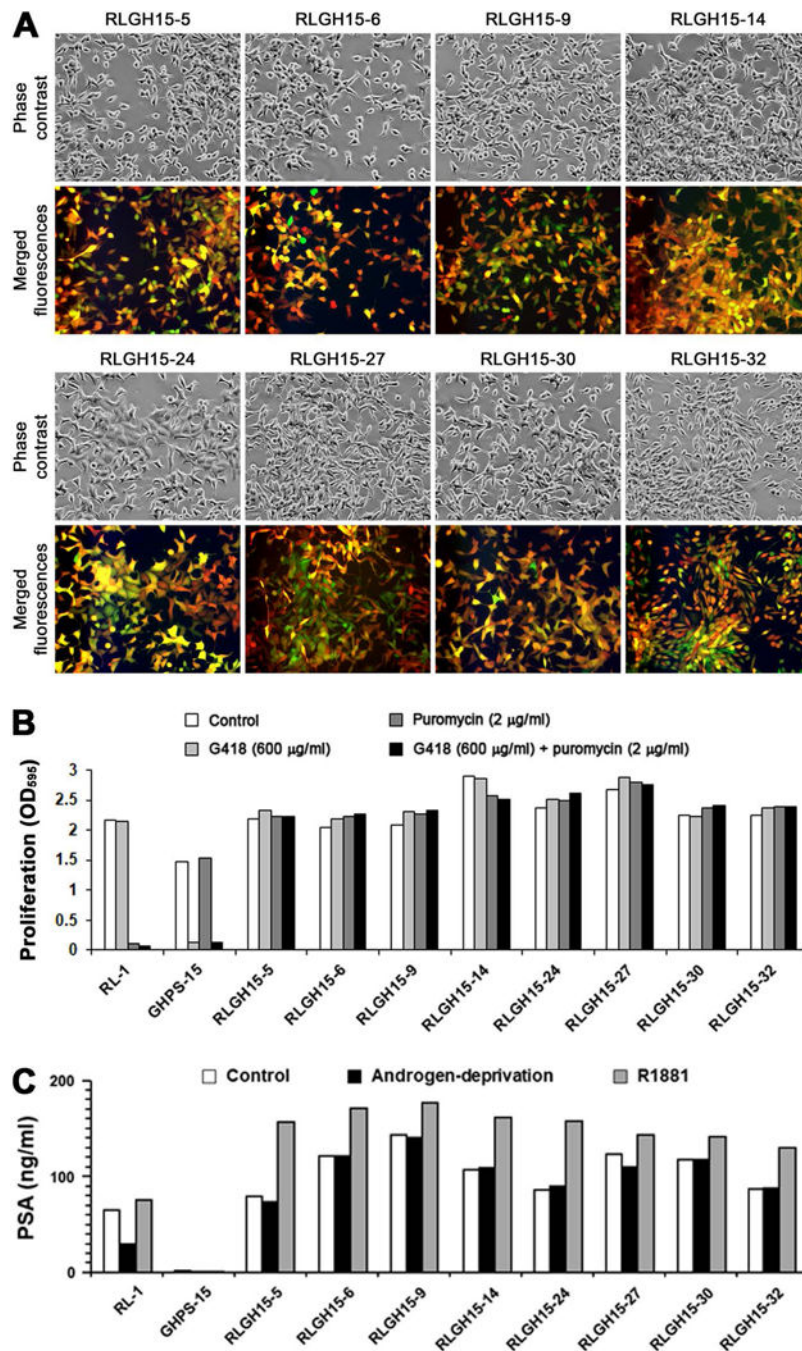 A
RLGH15-5 RLGH15-6 RLGH15-9 RLGH15-14
Phase contrast
Merged fluorescences
RLGH15-24 RLGH15-27 RLGH15-30 RLGH15-32
Phase contrast
Merged fluorescences
B
Control Puromycin (2 µg/ml)
G418 (600 µg/ml) G418 (600 µg/ml) + puromycin (2 µg/ml)
Proliferation (OD₅₉₅)
3
2.5
2
1.5
1
0.5
0
RL-1 GHPS-15 RLGH15-5 RLGH15-6 RLGH15-9 RLGH15-14 RLGH15-24 RLGH15-27 RLGH15-30 RLGH15-32
C
Control Androgen-deprivation R1881
PSA (ng/ml)
200
100
0
RL-1 GHPS-15 RLGH15-5 RLGH15-6 RLGH15-9 RLGH15-14 RLGH15-24 RLGH15-27 RLGH15-30 RLGH15-32